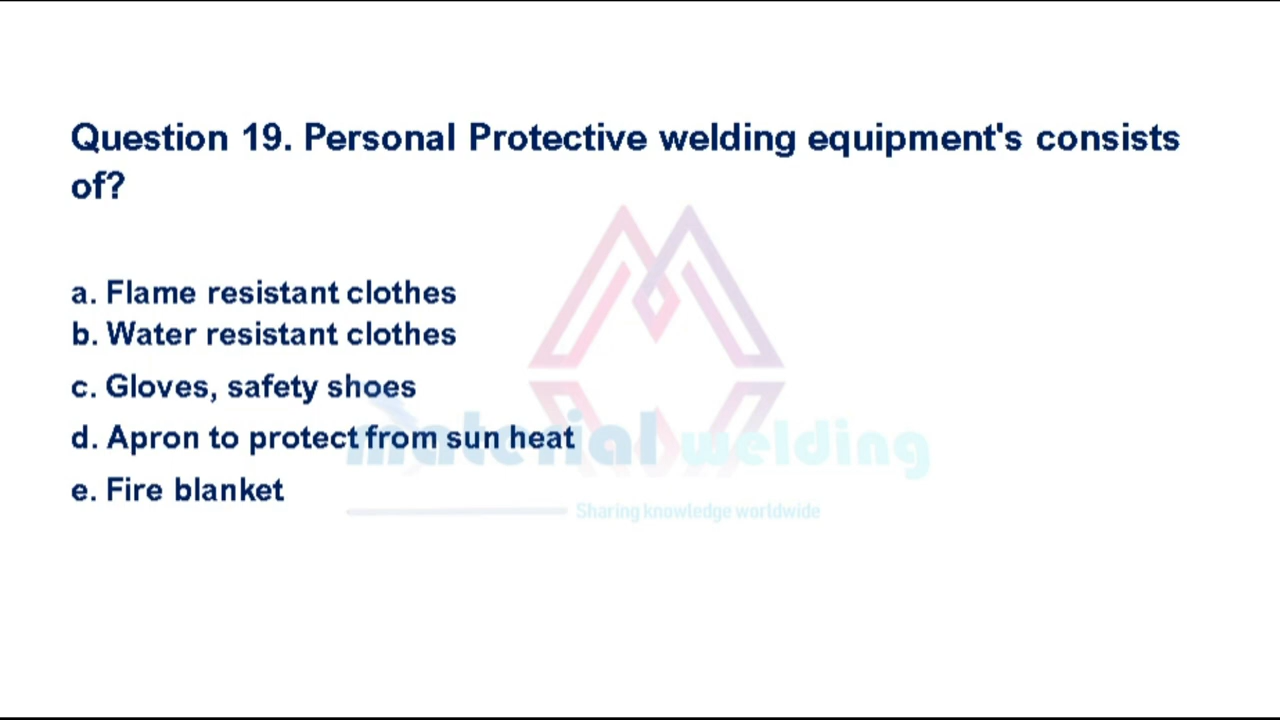 Question 19. Personal Protective welding equipment's consists
of?
a. Flame resistant clothes
b. Water resistant clothes
c. Gloves, safety shoes
d. Apron to protect from sun heat
e. Fire blanket
material welding
Sharing knowledge worldwide